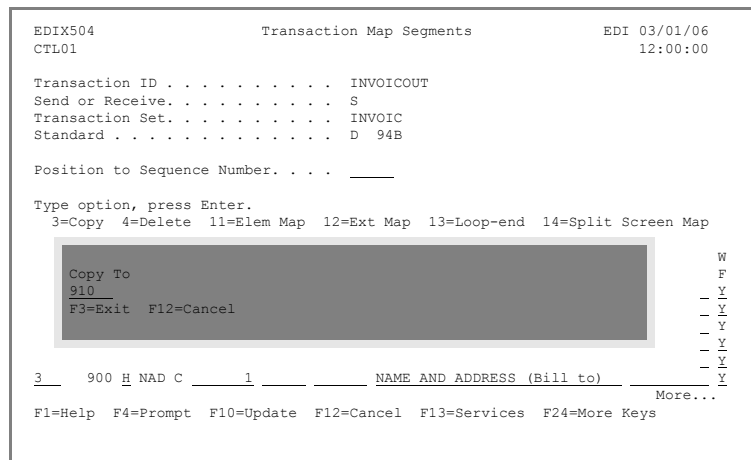 EDIX504 Transaction Map Segments EDI 03/01/06
CTL01 12:00:00
Transaction ID . . . . . . . . . . INVOICOUT
Send or Receive. . . . . . . . . . S
Transaction Set. . . . . . . . . . INVOIC
Standard . . . . . . . . . . . . . D 94B
Position to Sequence Number. . . . _____
Type option, press Enter.
3=Copy 4=Delete 11=Elem Map 12=Ext Map 13=Loop-end 14=Split Screen Map
W
Copy To F
910 _ Y
F3=Exit F12=Cancel _ Y
_ Y
_ Y
_ Y
3 900 H NAD C 1 NAME AND ADDRESS (Bill to) Y
More...
F1=Help F4=Prompt F10=Update F12=Cancel F13=Services F24=More Keys